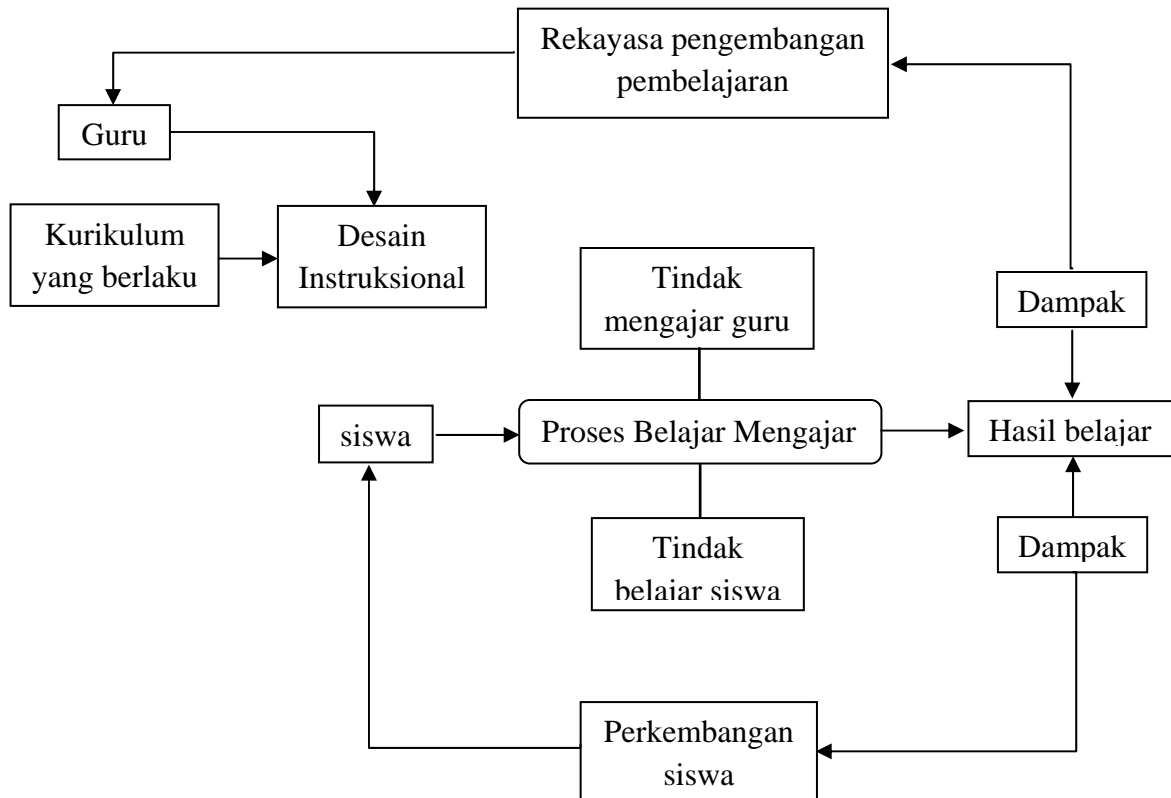 Rekayasa pengembangan
pembelajaran
Guru
Kurikulum
yang berlaku
Desain
Instruksional
Tindak
mengajar guru
Dampak
siswa
Proses Belajar Mengajar
Hasil belajar
Tindak
belajar siswa
Dampak
Perkembangan
siswa